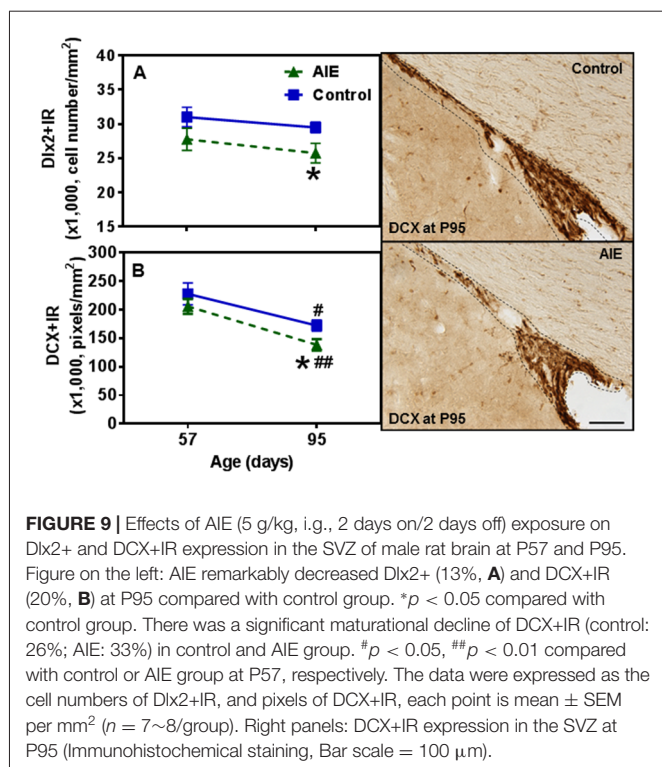 A
AIE
Control
Dlx2+IR
(x1,000, cell number/mm²)
40
35
30
25
20
15
*
Control
DCX at P95
B
DCX+IR
(x1,000, pixels/mm²)
300
250
200
150
100
50
0
#
* ##
57 95
Age (days)
AIE
DCX at P95
FIGURE 9 | Effects of AIE (5 g/kg, i.g., 2 days on/2 days off) exposure on
Dlx2+ and DCX+IR expression in the SVZ of male rat brain at P57 and P95.
Figure on the left: AIE remarkably decreased Dlx2+ (13%, A) and DCX+IR
(20%, B) at P95 compared with control group. *p < 0.05 compared with
control group. There was a significant maturational decline of DCX+IR (control:
26%; AIE: 33%) in control and AIE group. #p < 0.05, ##p < 0.01 compared
with control or AIE group at P57, respectively. The data were expressed as the
cell numbers of Dlx2+IR, and pixels of DCX+IR, each point is mean ± SEM
per mm² (n = 7~8/group). Right panels: DCX+IR expression in the SVZ at
P95 (Immunohistochemical staining, Bar scale = 100 μm).